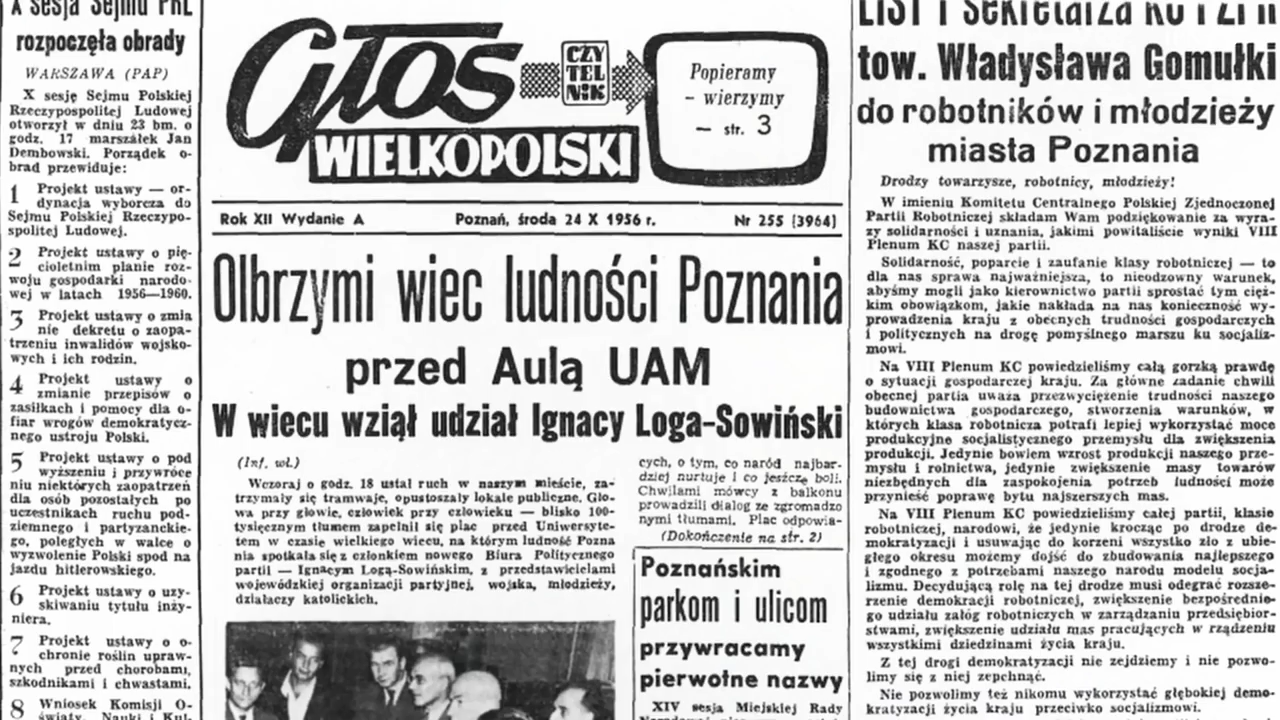 X sesja Sejmu PRL
rozpoczęła obrady
WARSZAWA (PAP)
X sesję Sejmu Polskiej
Rzeczypospolitej Ludowej
otworzył w dniu 23 bm. o
godz. 17 marszałek Jan
Dembowski. Porządek o-
brad przewiduje:
1 Projekt ustawy — or-
dynacja wyborcza do
Sejmu Polskiej Rzeczypo-
spolitej Ludowej.
2 Projekt ustawy o pię-
cioletnim planie roz-
woju gospodarki narodo-
wej w latach 1956—1960.
3 Projekt ustawy o zmia
nie dekretu o zaopa-
trzeniu inwalidów wojsko-
wych i ich rodzin.
4 Projekt ustawy o
zmianie przepisów o
zasiłkach i pomocy dla o-
fiar wrogów demokratycz-
nego ustroju Polski.
5 Projekt ustawy o pod
wyższeniu i przywróce
niu niektórych zaopatrzeń
dla osób pozostałych po
uczestnikach ruchu pod-
ziemnego i partyzanckie-
go, poległych w walce o
wyzwolenie Polski spod na
jazdu hitlerowskiego.
6 Projekt ustawy o uzy-
skiwaniu tytułu inży-
niera.
7 Projekt ustawy o o-
chronie roślin upraw-
nych przed chorobami,
szkodnikami i chwastami.
8 Wniosek Komisji O-
światy, Nauki i Kul-
Głos
WIELKOPOLSKI
CZY
TEL
NIK
Popieramy
- wierzymy
— str. 3
Rok XII Wydanie A Poznań, środa 24 X 1956 r. Nr 255 (3964)
Olbrzymi wiec ludności Poznania
przed Aulą UAM
W wiecu wziął udział Ignacy Loga-Sowiński
(Inf. wł.)
Wczoraj o godz. 18 ustał ruch w naszym mieście, za-
trzymały się tramwaje, opustoszały lokale publiczne. Gło-
wa przy głowie, człowiek przy człowieku — blisko 100-
tysięcznym tłumem zapełnił się plac przed Uniwersyte-
tem w czasie wielkiego wiecu, na którym ludność Pozna
nia spotkała się z członkiem nowego Biura Politycznego
partii — Ignacym Logą-Sowińskim, z przedstawicielami
wojewódzkiej organizacji partyjnej, wojska, młodzieży,
działaczy katolickich.
cych, o tym, co naród najbar-
dziej nurtuje i co jeszcze boli.
Chwilami mówcy z balkonu
prowadzili dialog ze zgromadzo
nymi tłumami. Plac odpowia-
(Dokończenie na str. 2)
Poznańskim
parkom i ulicom
przywracamy
pierwotne nazwy
XIV sesja Miejskiej Rady
LIST I Sekretarza KC PZPR
tow. Władysława Gomułki
do robotników i młodzieży
miasta Poznania
Drodzy towarzysze, robotnicy, młodzieży!
W imieniu Komitetu Centralnego Polskiej Zjednoczonej
Partii Robotniczej składam Wam podziękowanie za wyra-
zy solidarności i uznania, jakimi powitaliście wyniki VIII
Plenum KC naszej partii.
Solidarność, poparcie i zaufanie klasy robotniczej — to
dla nas sprawa najważniejsza, to nieodzowny warunek,
abyśmy mogli jako kierownictwo partii sprostać tym cięż-
kim obowiązkom, jakie nakłada na nas konieczność wy-
prowadzenia kraju z obecnych trudności gospodarczych
i politycznych na drogę pomyślnego marszu ku socjaliz-
mowi.
Na VIII Plenum KC powiedzieliśmy całą gorzką prawdę
o sytuacji gospodarczej kraju. Za główne zadanie chwili
obecnej partia uważa przezwyciężenie trudności naszego
budownictwa gospodarczego, stworzenia warunków, w
których klasa robotnicza potrafi lepiej wykorzystać moce
produkcyjne socjalistycznego przemysłu dla zwiększenia
produkcji. Jedynie bowiem wzrost produkcji naszego prze-
mysłu i rolnictwa, jedynie zwiększenie masy towarów
niezbędnych dla zaspokojenia potrzeb ludności może
przynieść poprawę bytu najszerszych mas.
Na VIII Plenum KC powiedzieliśmy całej partii, klasie
robotniczej, narodowi, że jedynie krocząc po drodze de-
mokratyzacji i usuwając do korzeni wszystko zło z ubie-
głego okresu możemy dojść do zbudowania najlepszego
i zgodnego z potrzebami naszego narodu modelu socja-
lizmu. Decydującą rolę na tej drodze musi odegrać rozsze-
rzenie demokracji robotniczej, zwiększenie bezpośrednie-
go udziału załóg robotniczych w zarządzaniu przedsiębior-
stwami, zwiększenie udziału mas pracujących w rządzeniu
wszystkimi dziedzinami życia kraju.
Z tej drogi demokratyzacji nie zejdziemy i nie pozwo-
limy się z niej zepchnąć.
Nie pozwolimy też nikomu wykorzystać głębokiej demo-
kratyzacji życia kraju przeciwko socjalizmowi.